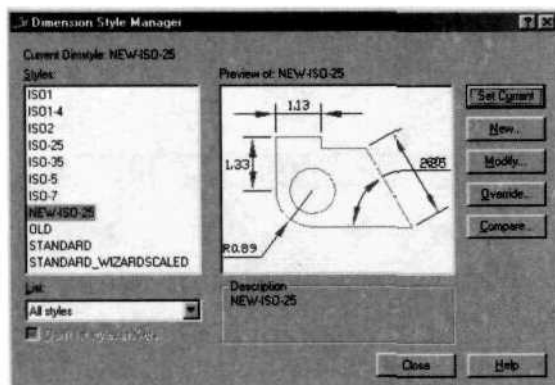 Dimension Style Manager
Current Dimstyle: NEW-ISO-25
Styles:
ISO1
ISO1-4
ISO2
ISO-25
ISO-35
ISO-5
ISO-7
NEW-ISO-25
OLD
STANDARD
STANDARD_WIZARDSCALED
List:
All styles
Preview of: NEW-ISO-25
1.13
1.33
R0.89
Description
NEW-ISO-25
Set Current
New...
Modify...
Override...
Compare...
Close
Help